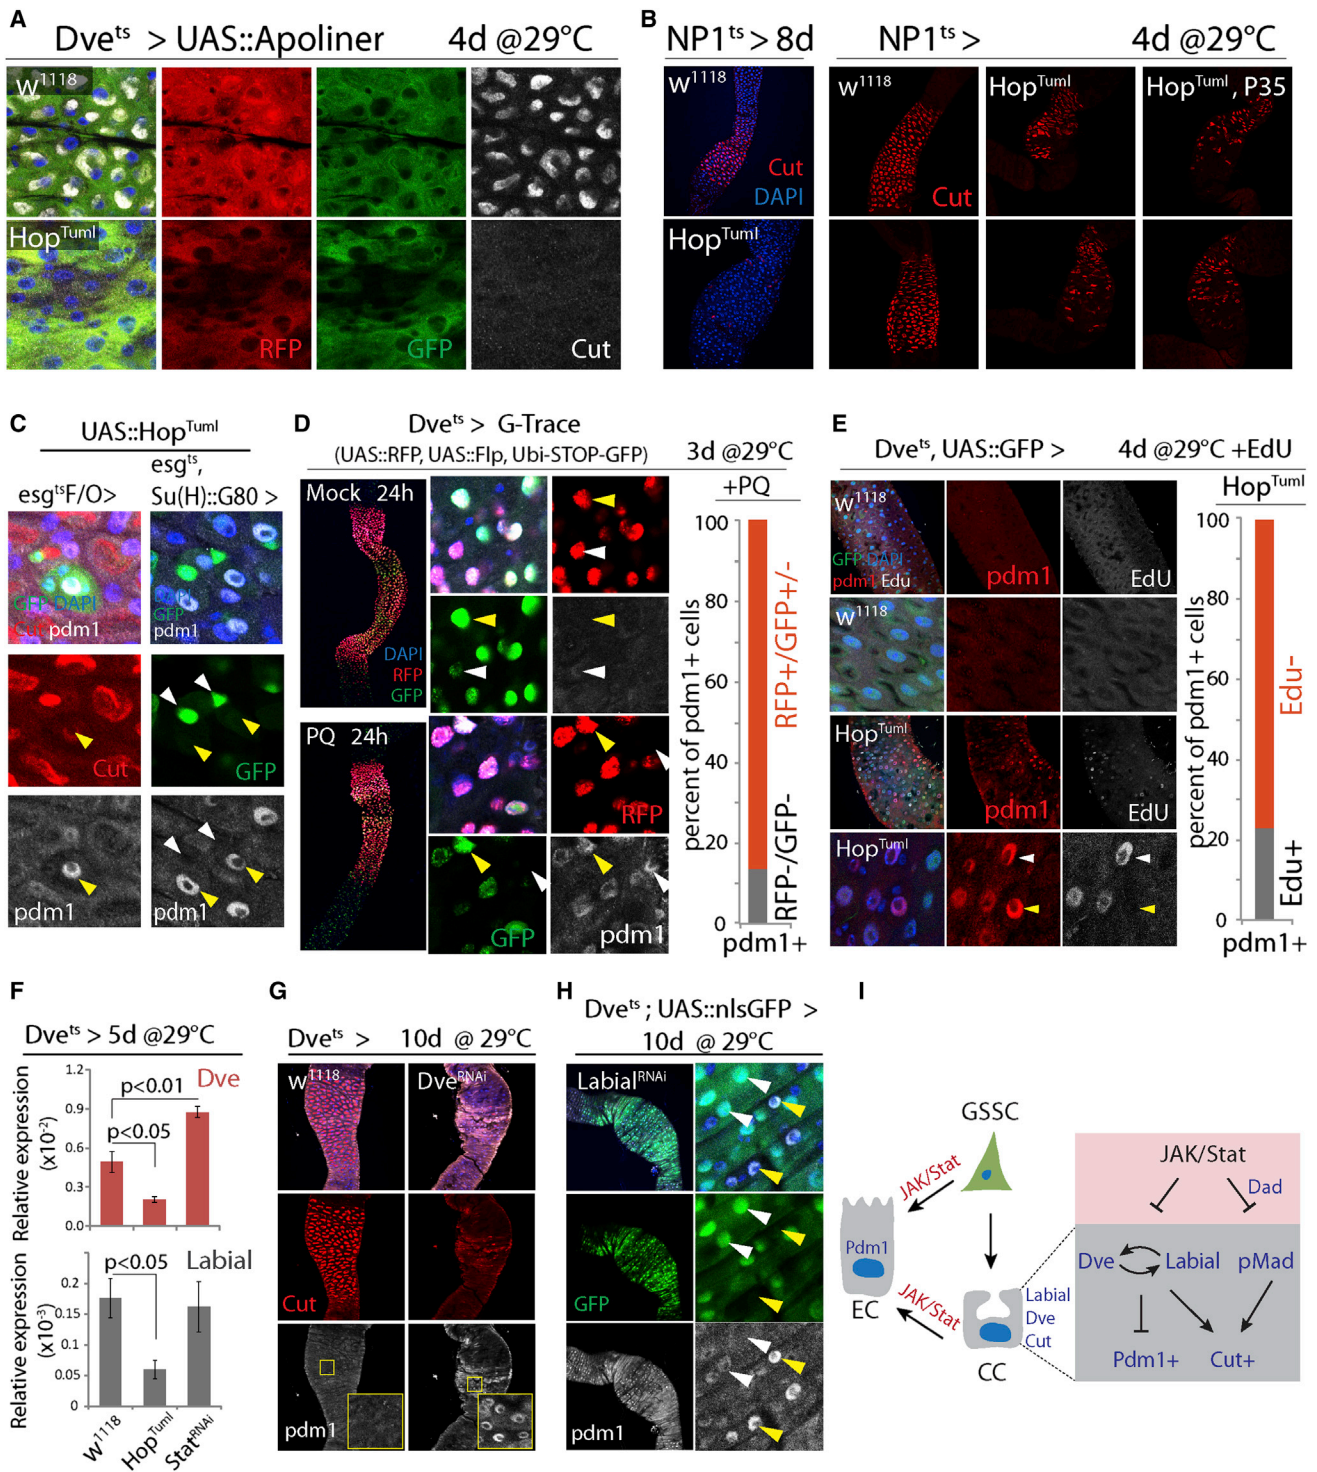 A
Dve^ts > UAS::Apoliner 4d @29°C
w^1118
Hop^Tuml
RFP
GFP
Cut
B
NP1^ts > 8d
NP1^ts > 4d @29°C
w^1118
Cut
DAPI
Hop^Tuml
w^1118
Cut
Hop^Tuml
Hop^Tuml, P35
C
UAS::Hop^Tuml
esg^tsF/O>
esg^ts,
Su(H)::G80 >
GFP DAPI
Cut pdm1
DAPI
GFP
pdm1
Cut
GFP
pdm1
pdm1
D
Dve^ts > G-Trace
(UAS::RFP, UAS::Flp, Ubi-STOP-GFP) 3d @29°C
Mock 24h
DAPI
RFP
GFP
PQ 24h
RFP
GFP
pdm1
+PQ
100
80
60
40
20
0
percent of pdm1+ cells
RFP+/GFP+/-
RFP-/GFP-
pdm1+
E
Dve^ts, UAS::GFP > 4d @29°C +EdU
w^1118
GFP DAPI
pdm1 Edu
pdm1
EdU
w^1118
Hop^Tuml
pdm1
EdU
Hop^Tuml
Hop^Tuml
100
80
60
40
20
0
percent of pdm1+ cells
Edu-
Edu+
pdm1+
F
Dve^ts > 5d @29°C
Relative expression
(x10^-2)
1.2
0.9
0.6
0.3
0.0
p<0.01
p<0.05
Dve
Relative expression
(x10^-3)
0.2
0.15
0.1
0.05
0
p<0.05
Labial
W^1118
Hop^Tuml
Stat^RNAi
G
Dve^ts > 10d @ 29°C
w^1118
Dve^RNAi
Cut
pdm1
H
Dve^ts ; UAS::nlsGFP >
10d @ 29°C
Labial^RNAi
GFP
pdm1
I
GSSC
JAK/Stat
Pdm1
EC
JAK/Stat
CC
Labial
Dve
Cut
JAK/Stat
Dad
Dve
Labial
pMad
Pdm1+
Cut+